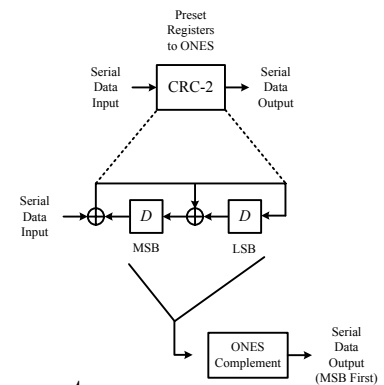 Preset
Registers
to ONES
Serial
Data
Input
CRC-2
Serial
Data
Output
Serial
Data
Input
D
D
MSB
LSB
ONES
Complement
Serial
Data
Output
(MSB First)